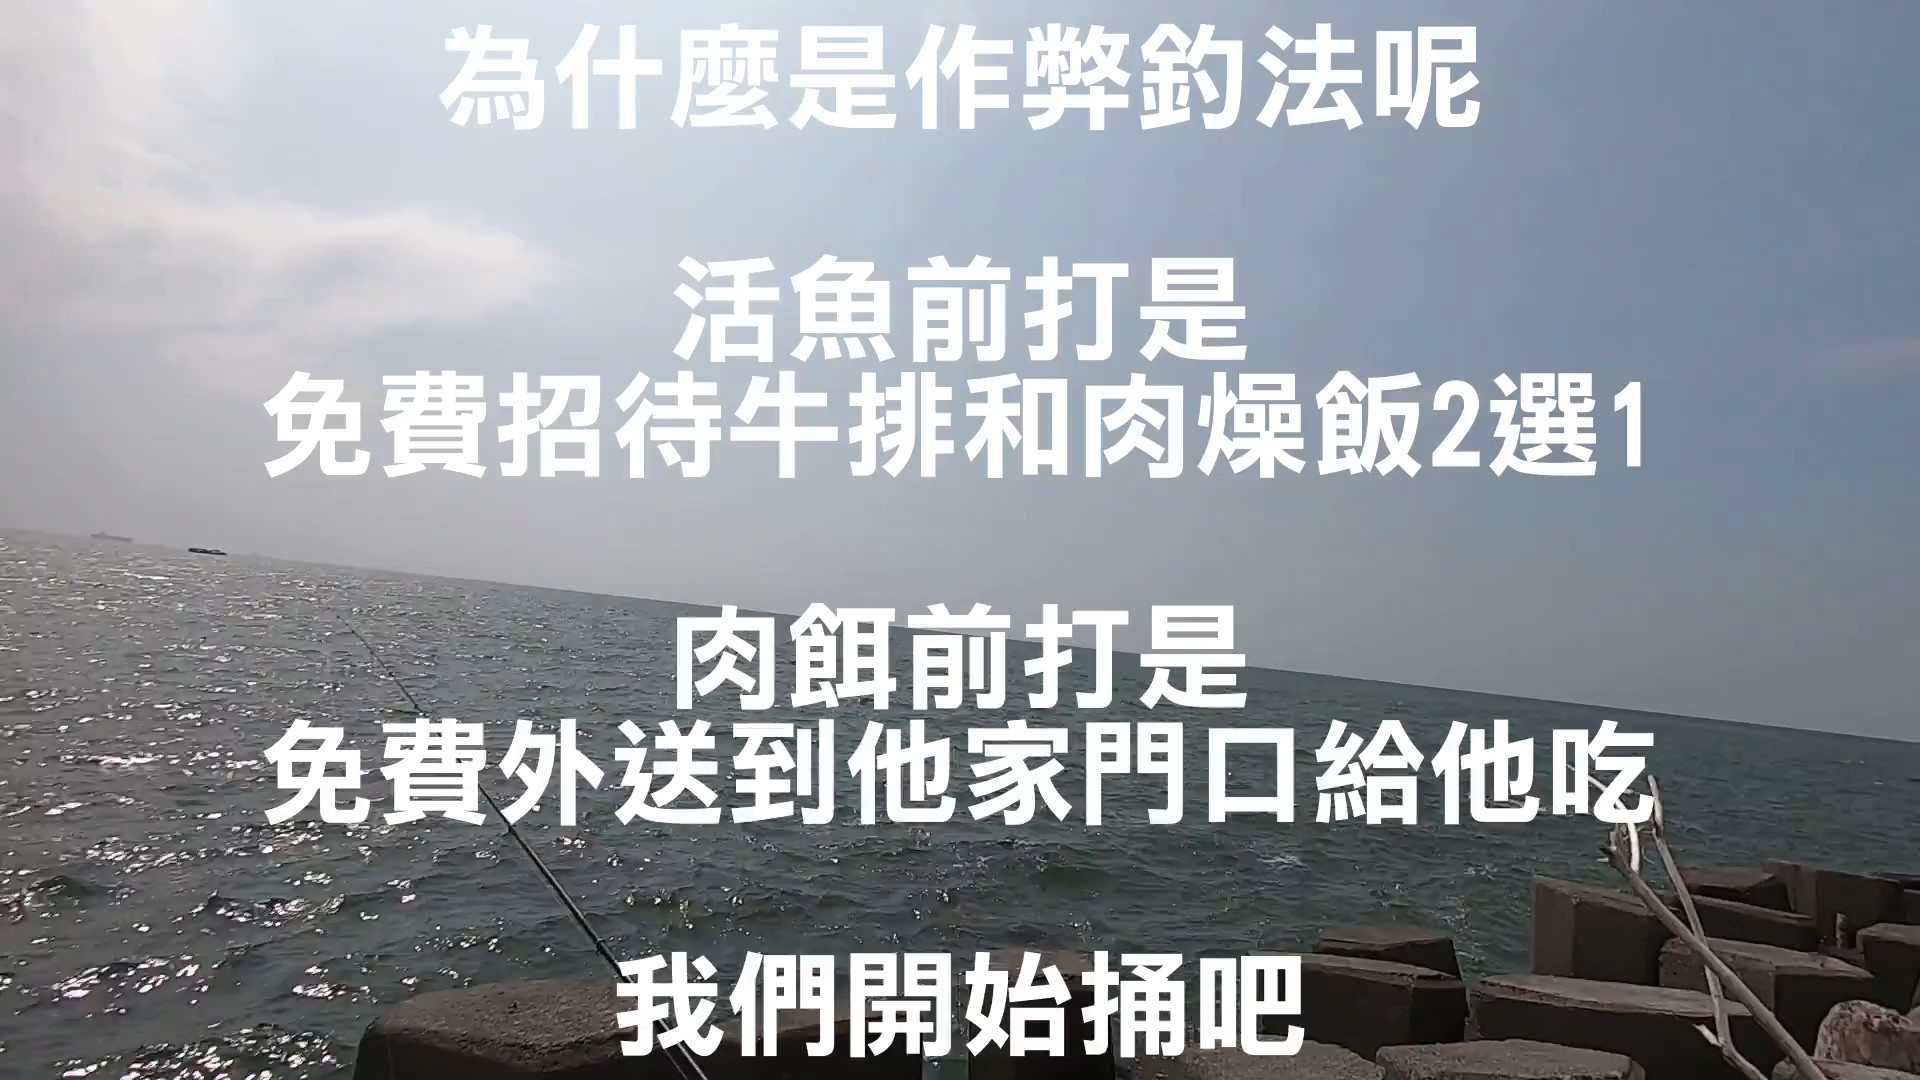 為什麼是作弊釣法呢
活魚前打是
免費招待牛排和肉燥飯2選1
肉餌前打是
免費外送到他家門口給他吃
我們開始捅吧